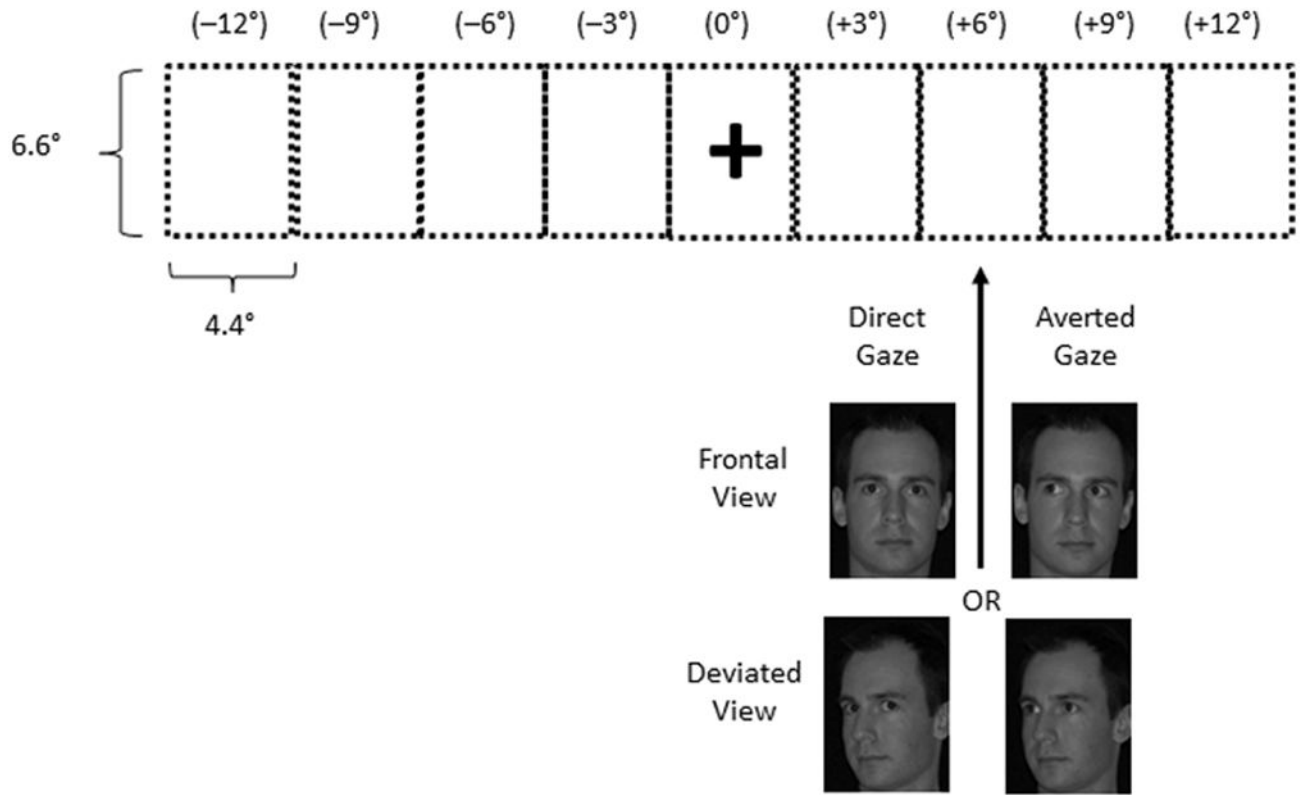 (–12°) (–9°) (–6°) (–3°) (0°) (+3°) (+6°) (+9°) (+12°)
6.6°
4.4°
Direct
Gaze
Averted
Gaze
Frontal
View
OR
Deviated
View